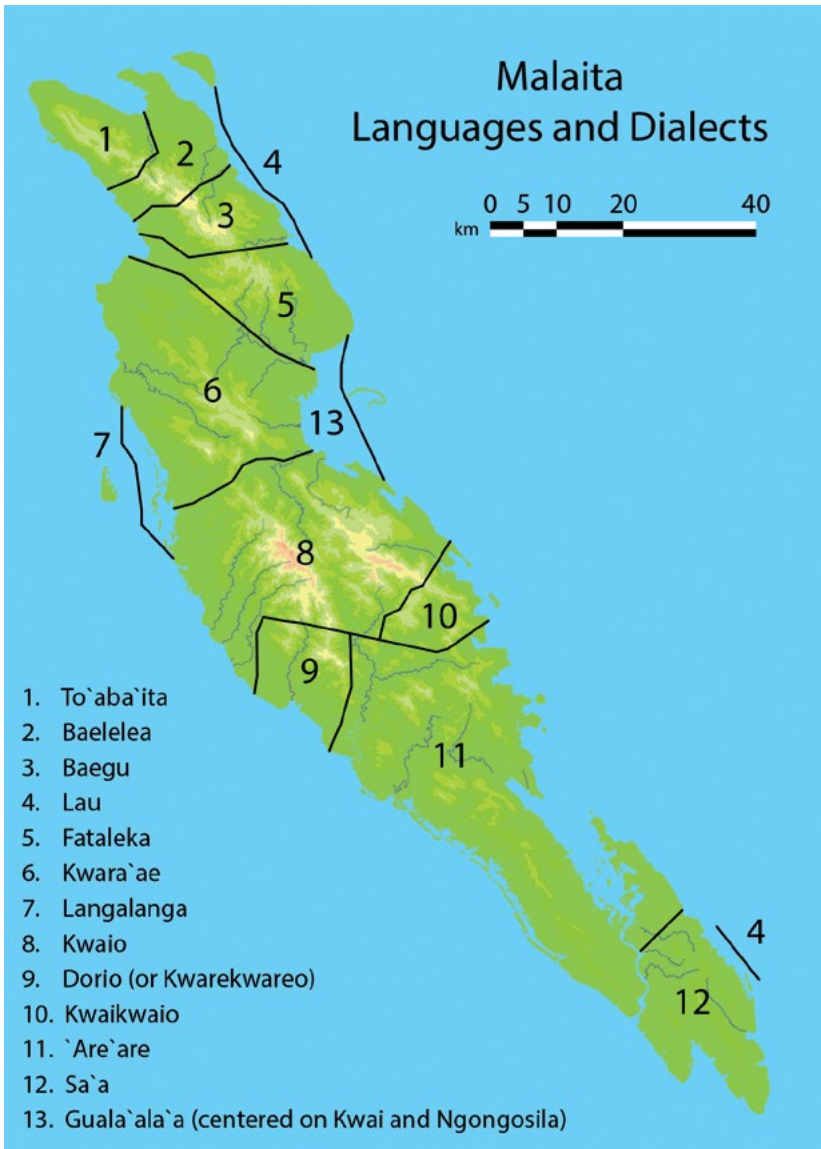 Malaita
Languages and Dialects
0 5 10 20 40
km
1
2
4
3
5
6
13
7
8
10
9
11
4
12
1. To`aba`ita
2. Baelelea
3. Baegu
4. Lau
5. Fataleka
6. Kwara`ae
7. Langalanga
8. Kwaio
9. Dorio (or Kwarekwareo)
10. Kwaikwaio
11. `Are`are
12. Sa`a
13. Guala`ala`a (centered on Kwai and Ngongosila)